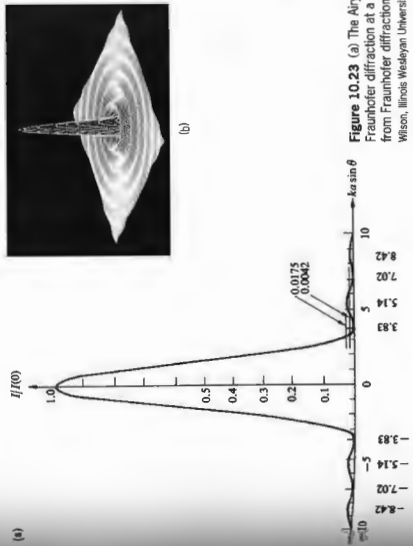 (a)
I/I(0)
1.0
0.5
0.4
0.3
0.2
0.1
0.0175
0.0042
-10
-5
0
5
10
ka sin θ
-8.42
-7.02
-5.14
-3.83
3.83
5.14
7.02
8.42
(b)
Figure 10.23 (a) The Airy
Fraunhofer diffraction at a
from Fraunhofer diffraction
Wilson, Illinois Wesleyan Universi